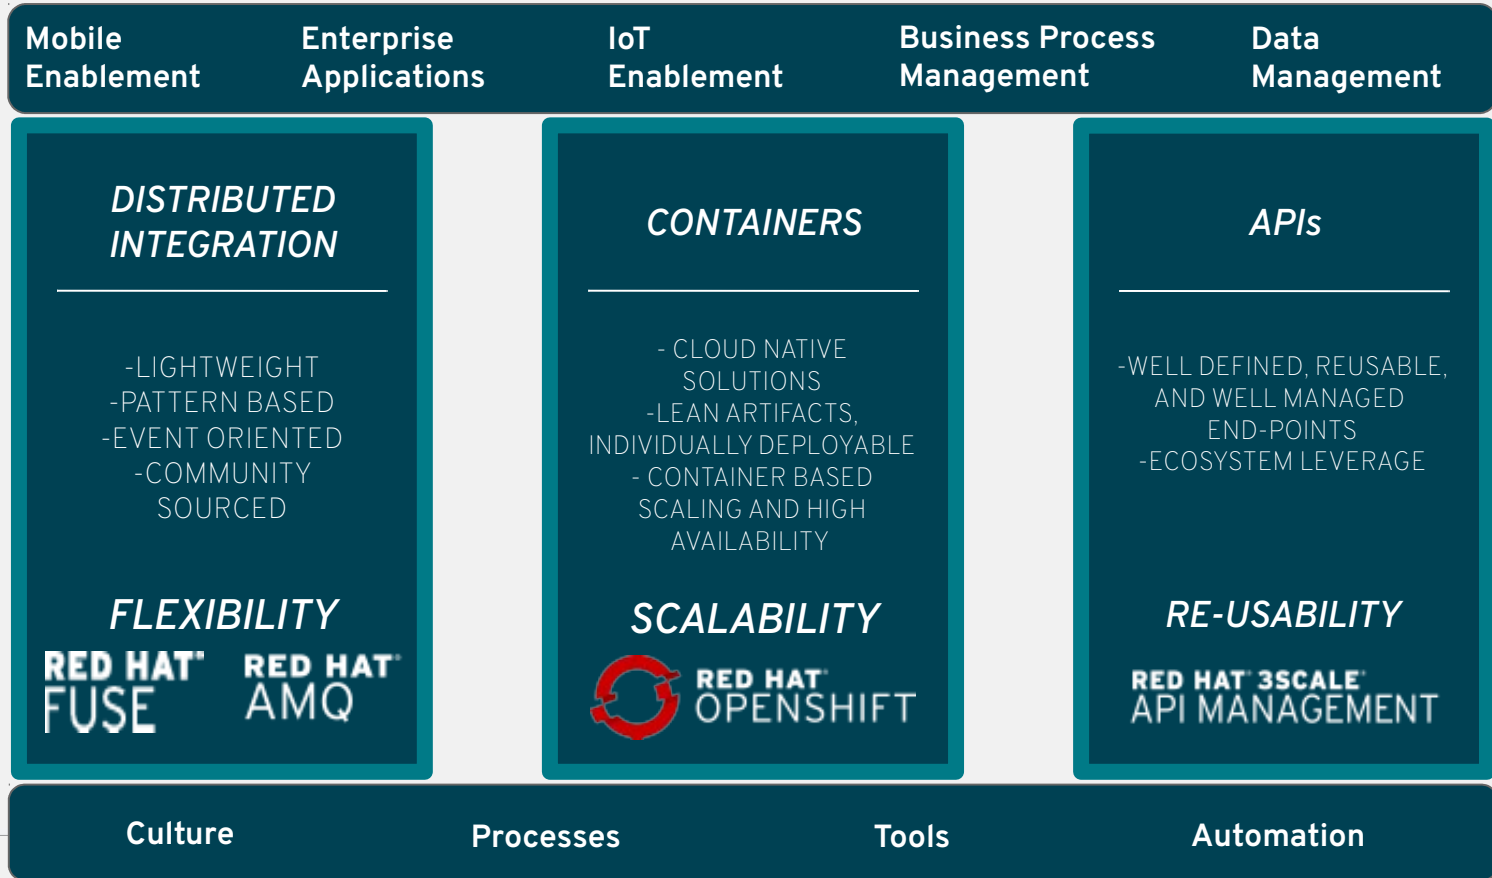 Mobile Enablement
Enterprise Applications
IoT Enablement
Business Process Management
Data Management
DISTRIBUTED
INTEGRATION
-LIGHTWEIGHT
-PATTERN BASED
-EVENT ORIENTED
-COMMUNITY
SOURCED
FLEXIBILITY
RED HAT
FUSE
RED HAT
AMQ
CONTAINERS
- CLOUD NATIVE
SOLUTIONS
-LEAN ARTIFACTS,
INDIVIDUALLY DEPLOYABLE
- CONTAINER BASED
SCALING AND HIGH
AVAILABILITY
SCALABILITY
RED HAT
OPENSHIFT
APIs
-WELL DEFINED, REUSABLE,
AND WELL MANAGED
END-POINTS
-ECOSYSTEM LEVERAGE
RE-USABILITY
RED HAT 3SCALE
API MANAGEMENT
Culture
Processes
Tools
Automation